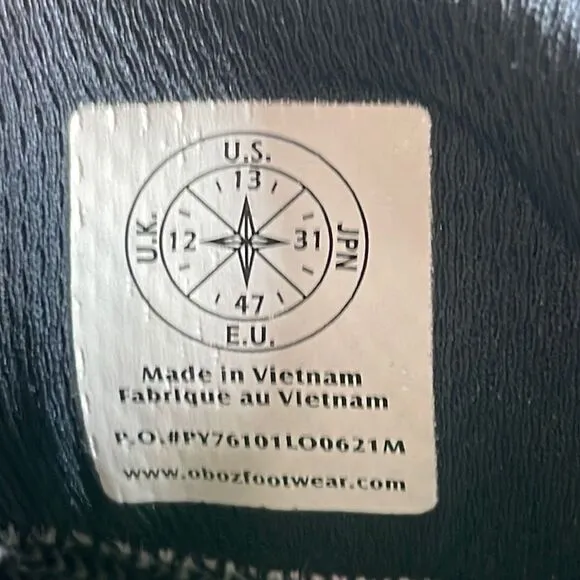 U.S.
13
U.K. 12 31 JPN
47
E.U.
Made in Vietnam
Fabrique au Vietnam
P.O.#PY76101LO0621M
www.obozfootwear.com